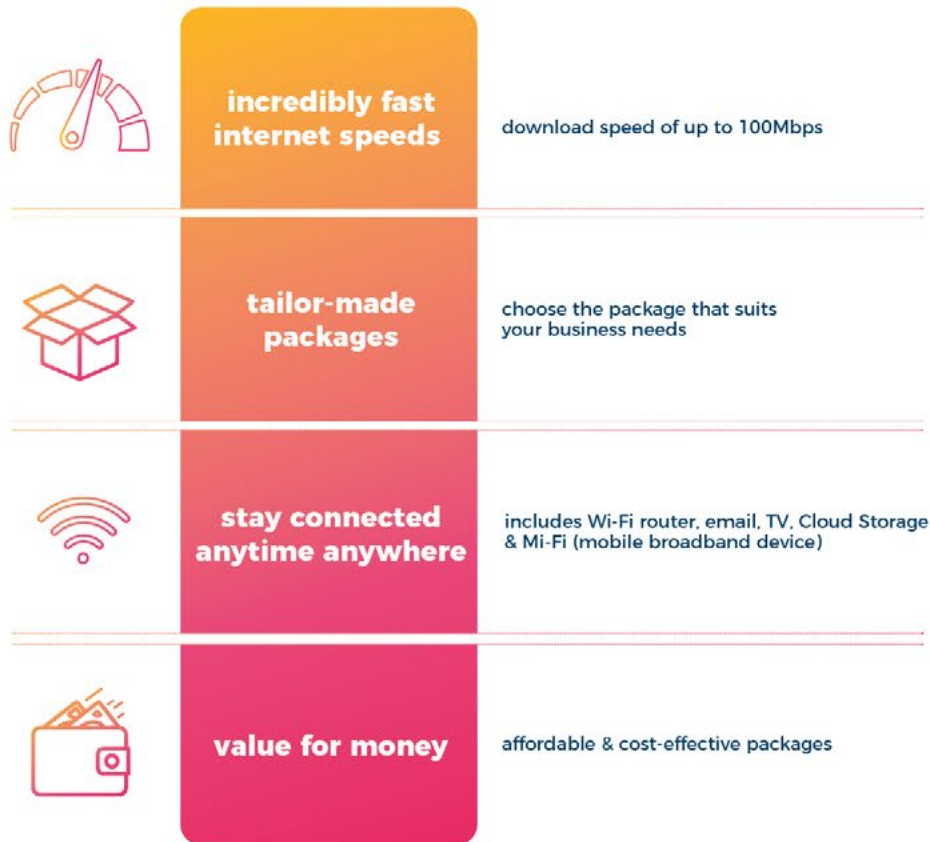 incredibly fast
internet speeds
download speed of up to 100Mbps
tailor-made
packages
choose the package that suits
your business needs
stay connected
anytime anywhere
includes Wi-Fi router, email, TV, Cloud Storage
& Mi-Fi (mobile broadband device)
value for money
affordable & cost-effective packages